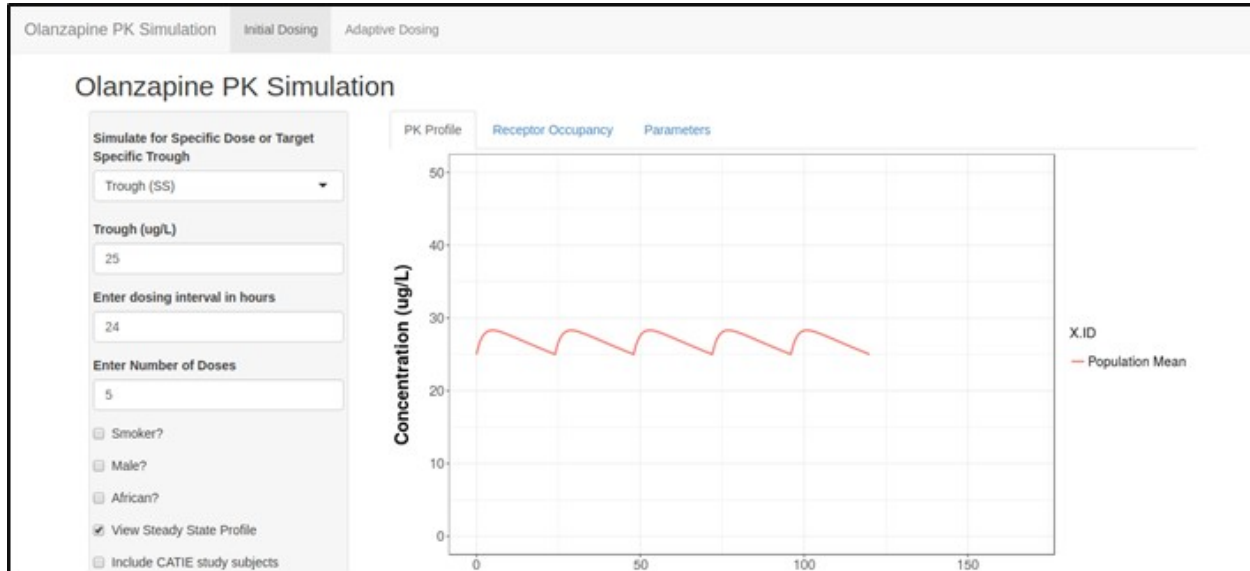 Olanzapine PK Simulation Initial Dosing Adaptive Dosing
Olanzapine PK Simulation
Simulate for Specific Dose or Target
Specific Trough
Trough (SS)
Trough (ug/L)
25
Enter dosing interval in hours
24
Enter Number of Doses
5
Smoker?
Male?
African?
View Steady State Profile
Include CATIE study subjects
PK Profile Receptor Occupancy Parameters
Concentration (ug/L)
50
40
30
20
10
0
0 50 100 150
X.ID
Population Mean